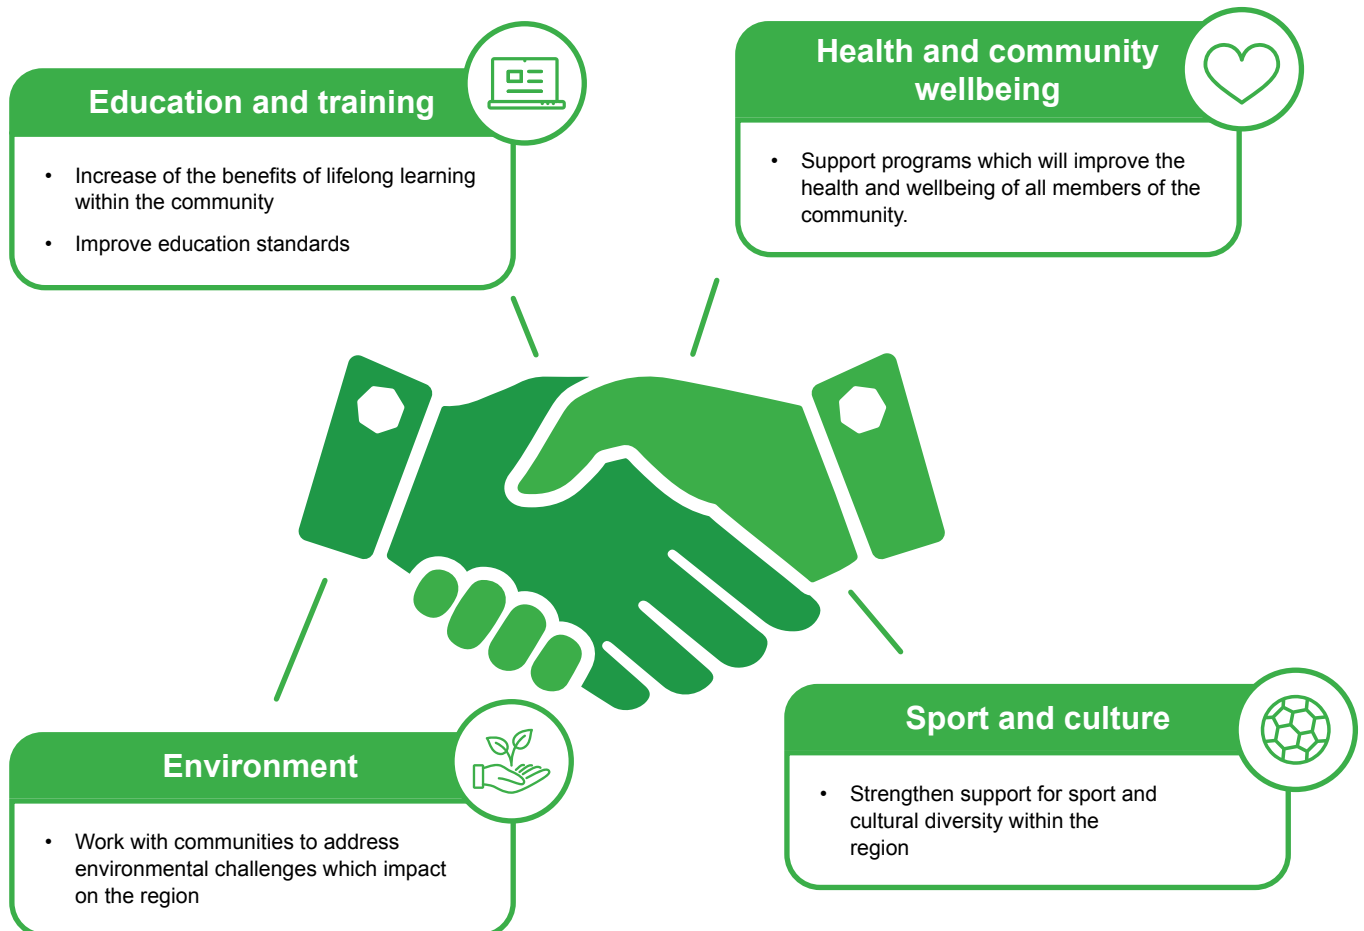 Education and training
• Increase of the benefits of lifelong learning
within the community
• Improve education standards
Health and community
wellbeing
• Support programs which will improve the
health and wellbeing of all members of the
community.
Environment
• Work with communities to address
environmental challenges which impact
on the region
Sport and culture
• Strengthen support for sport and
cultural diversity within the
region